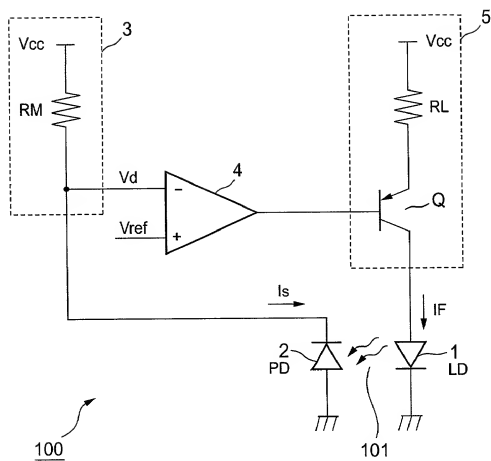 3
5
Vcc
Vcc
RM
RL
Vd
4
−
Q
Vref
+
Is
IF
2
PD
1
LD
100
101